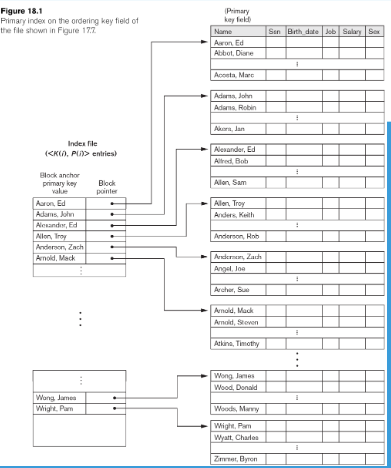 Figure 18.1
Primary index on the ordering key field of
the file shown in Figure 17.7.
(Primary
key field)
Name Ssn Birth_date Job Salary Sex
Aaron, Ed
Abbot, Diane
Acosta, Marc
Adams, John
Adams, Robin
Akers, Jan
Alexander, Ed
Alfred, Bob
Allen, Sam
Allen, Troy
Anders, Keith
Anderson, Rob
Anderson, Zach
Angel, Joe
Archer, Sue
Arnold, Mack
Arnold, Steven
Atkins, Timothy
Wong, James
Wood, Donald
Woods, Manny
Wright, Pam
Wyatt, Charles
Zimmer, Byron
Index file
(<K(i), P(i)> entries)
Block anchor
primary key
value
Block
pointer
Aaron, Ed
Adams, John
Alexander, Ed
Allen, Troy
Anderson, Zach
Arnold, Mack
Wong, James
Wright, Pam